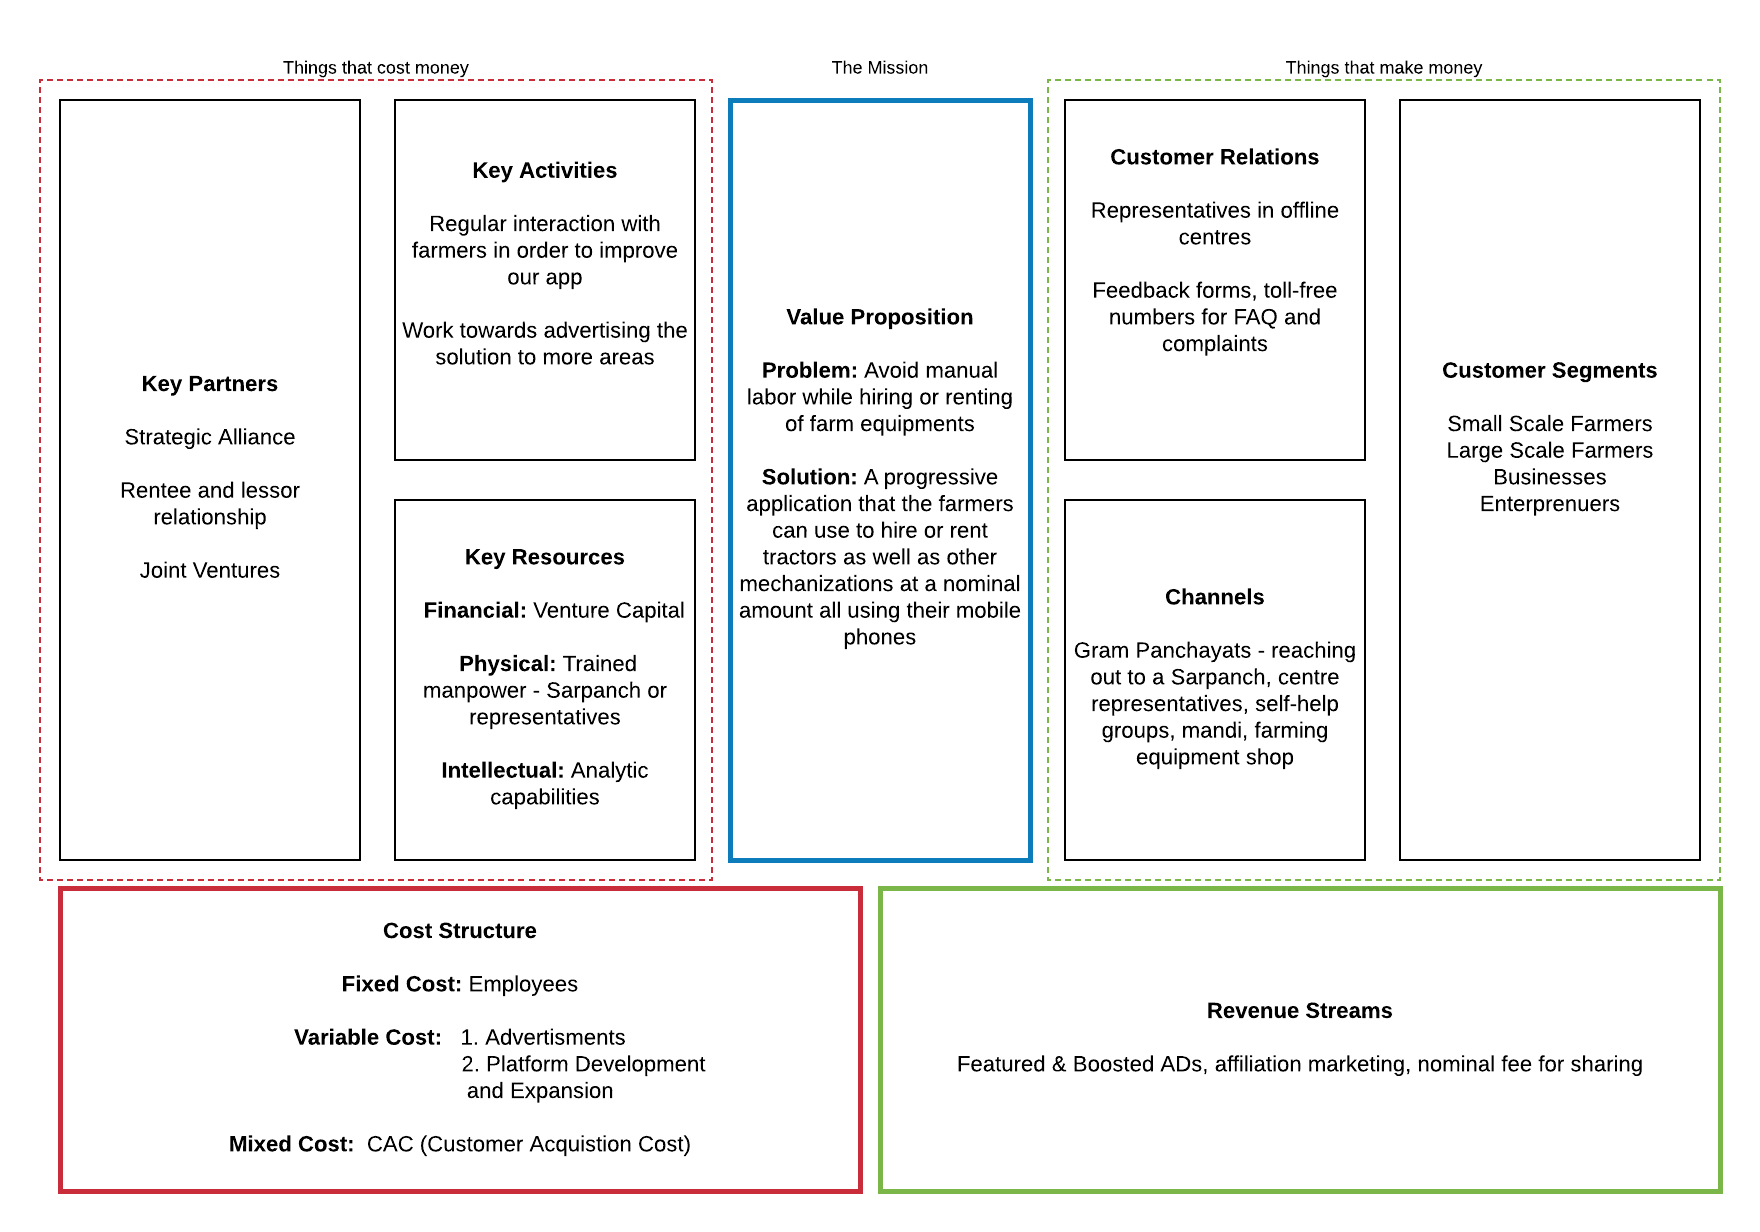 Things that cost money
The Mission
Things that make money
Key Partners
Strategic Alliance
Rentee and lessor
relationship
Joint Ventures
Key Activities
Regular interaction with
farmers in order to improve
our app
Work towards advertising the
solution to more areas
Key Resources
Financial: Venture Capital
Physical: Trained
manpower - Sarpanch or
representatives
Intellectual: Analytic
capabilities
Value Proposition
Problem: Avoid manual
labor while hiring or renting
of farm equipments
Solution: A progressive
application that the farmers
can use to hire or rent
tractors as well as other
mechanizations at a nominal
amount all using their mobile
phones
Customer Relations
Representatives in offline
centres
Feedback forms, toll-free
numbers for FAQ and
complaints
Channels
Gram Panchayats - reaching
out to a Sarpanch, centre
representatives, self-help
groups, mandi, farming
equipment shop
Customer Segments
Small Scale Farmers
Large Scale Farmers
Businesses
Enterprenuers
Cost Structure
Fixed Cost: Employees
Variable Cost: 1. Advertisments
2. Platform Development
and Expansion
Mixed Cost: CAC (Customer Acquistion Cost)
Revenue Streams
Featured & Boosted ADs, affiliation marketing, nominal fee for sharing